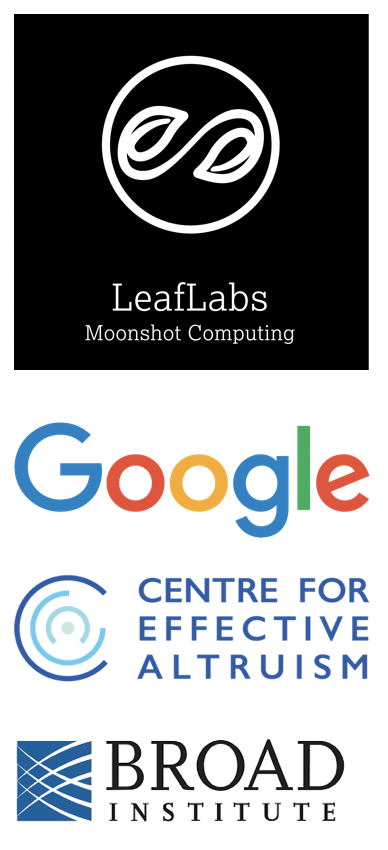 LeafLabs
Moonshot Computing
Google
CENTRE FOR
EFFECTIVE
ALTRUISM
BROAD
INSTITUTE